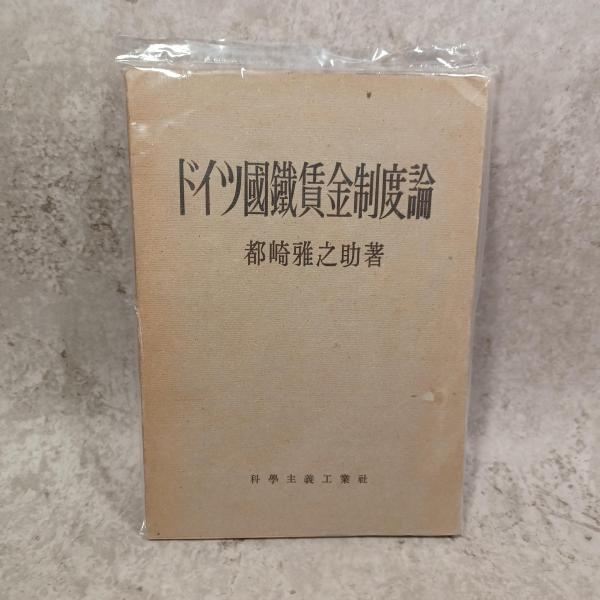 ドイツ國鐵賃金制度論
都崎雅之助著
科學主義工業社